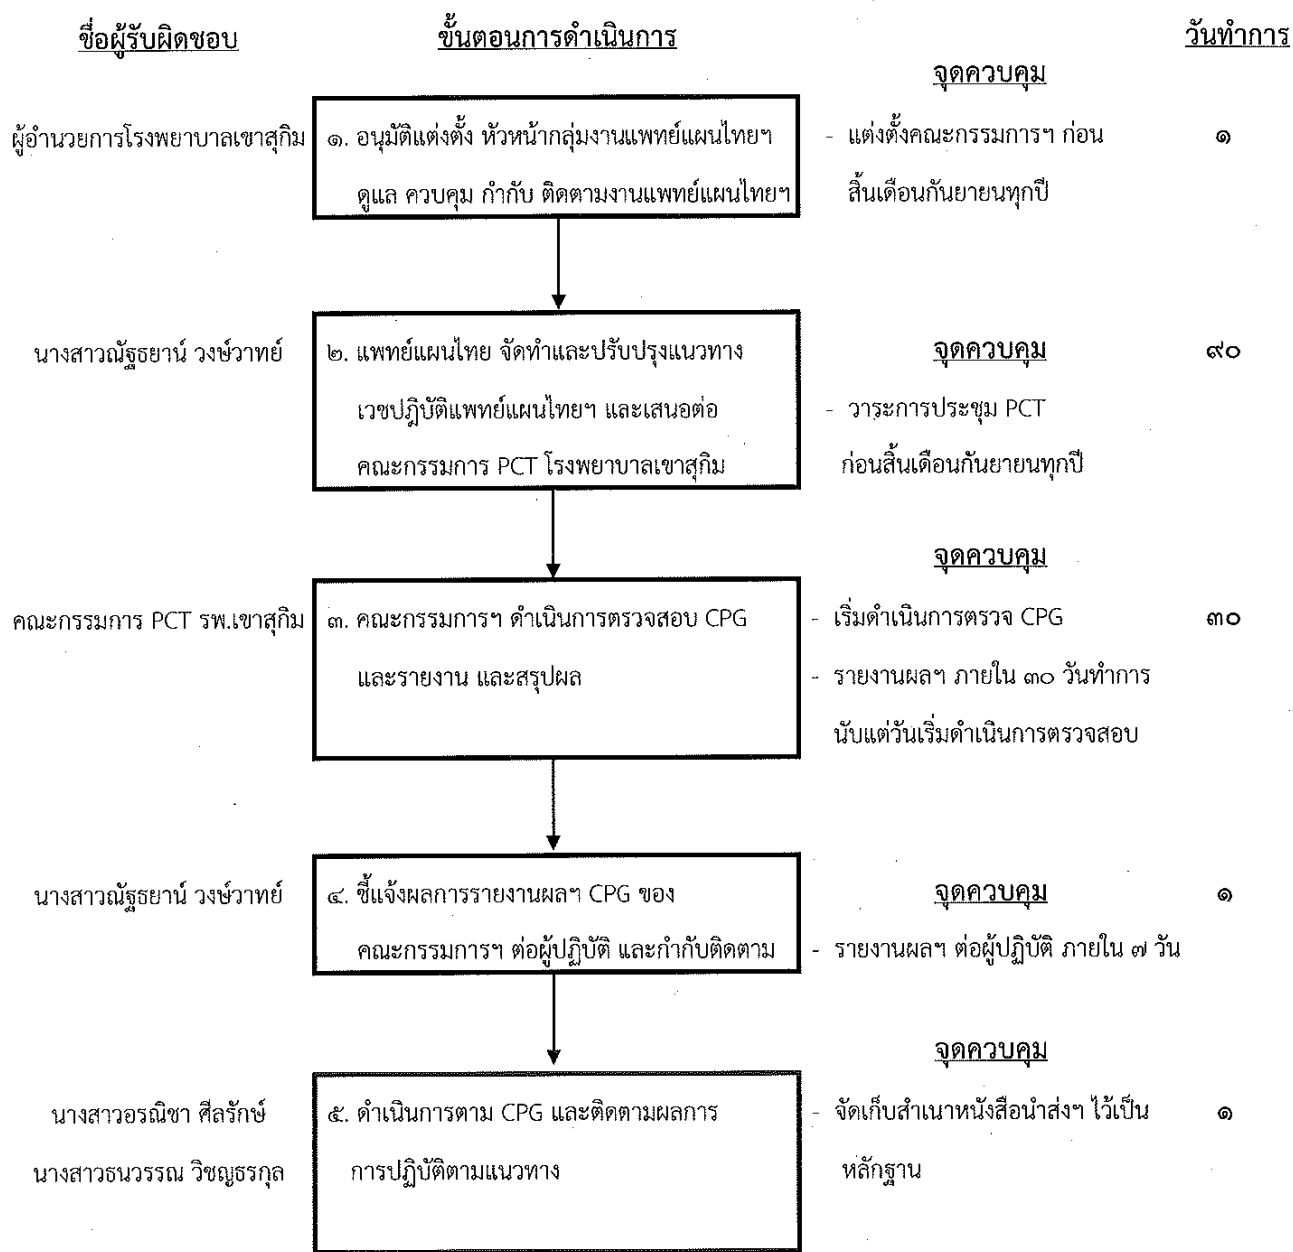 ชื่อผู้รับผิดชอบ
ขั้นตอนการดำเนินการ
วันทำการ
จุดควบคุม
ผู้อำนวยการโรงพยาบาลเขาสุกิม
๑. อนุมัติแต่งตั้ง หัวหน้ากลุ่มงานแพทย์แผนไทยฯ
ดูแล ควบคุม กำกับ ติดตามงานแพทย์แผนไทยฯ
- แต่งตั้งคณะกรรมการฯ ก่อน
สิ้นเดือนกันยายนทุกปี
๑
นางสาวณัฐธยาน์ วงษ์วาทย์
๒. แพทย์แผนไทย จัดทำและปรับปรุงแนวทาง
เวชปฎิบัติแพทย์แผนไทยฯ และเสนอต่อ
คณะกรรมการ PCT โรงพยาบาลเขาสุกิม
จุดควบคุม
- วาระการประชุม PCT
ก่อนสิ้นเดือนกันยายนทุกปี
๙๐
จุดควบคุม
คณะกรรมการ PCT รพ.เขาสุกิม
๓. คณะกรรมการฯ ดำเนินการตรวจสอบ CPG
และรายงาน และสรุปผล
- เริ่มดำเนินการตรวจ CPG
- รายงานผลฯ ภายใน ๓๐ วันทำการ
นับแต่วันเริ่มดำเนินการตรวจสอบ
๓๐
นางสาวณัฐธยาน์ วงษ์วาทย์
๔. ชี้แจ้งผลการรายงานผลฯ CPG ของ
คณะกรรมการฯ ต่อผู้ปฏิบัติ และกำกับติดตาม
จุดควบคุม
- รายงานผลฯ ต่อผู้ปฏิบัติ ภายใน ๗ วัน
๑
จุดควบคุม
นางสาวอรณิชา ศีลรักษ์
นางสาวธนวรรณ วิชญธรกุล
๕. ดำเนินการตาม CPG และติดตามผลการ
การปฏิบัติตามแนวทาง
- จัดเก็บสำเนาหนังสือนำส่งฯ ไว้เป็น
หลักฐาน
๑